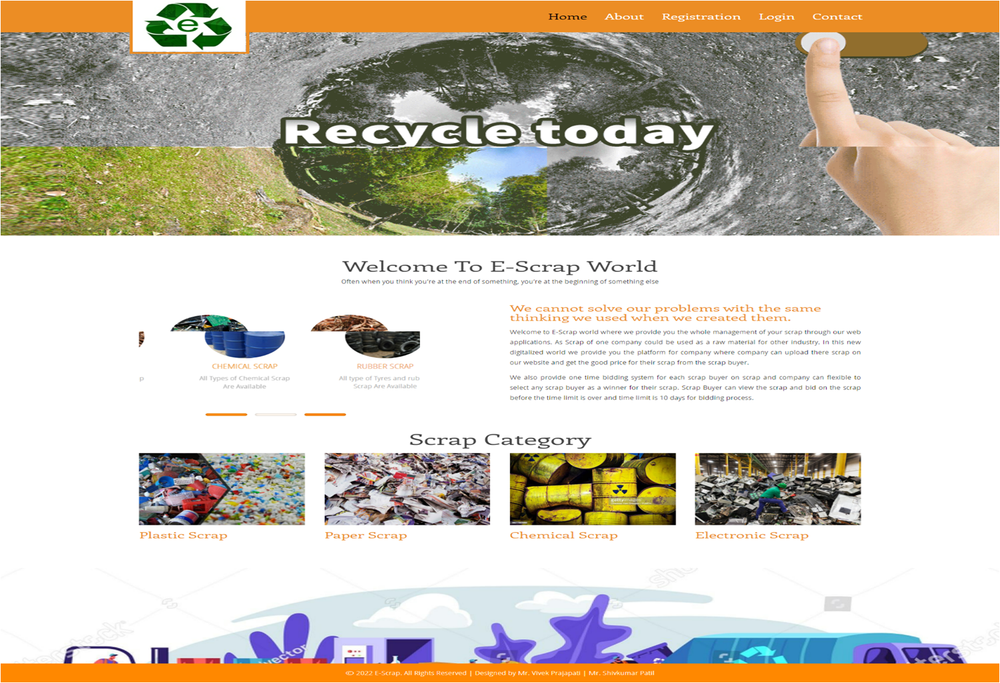 e
Home About Registration Login Contact
Recycle today
Welcome To E-Scrap World
Often when you think you're at the end of something, you're at the beginning of something else
We cannot solve our problems with the same
thinking we used when we created them.
Welcome to E-Scrap world where we provide you the whole management of your scrap through our web
applications. As Scrap of one company could be used as a raw material for other industry. In this new
digitalized world we provide you the platform for company where company can upload there scrap on
our website and get the good price for their scrap from the scrap buyer.
We also provide one time bidding system for each scrap buyer on scrap and company can flexible to
select any scrap buyer as a winner for their scrap. Scrap Buyer can view the scrap and bid on the scrap
before the time limit is over and time limit is 10 days for bidding process.
CHEMICAL SCRAP
All Types of Chemical Scrap
Are Available
RUBBER SCRAP
All type of Tyres and rub
Scrap Are Available
p
Scrap Category
gettyimages
Plastic Scrap
Paper Scrap
Chemical Scrap
Electronic Scrap
shu
terstock
vector
terstst
© 2022 E-Scrap. All Rights Reserved | Designed by Mr. Vivek Prajapati | Mr. Shivkumar Patil